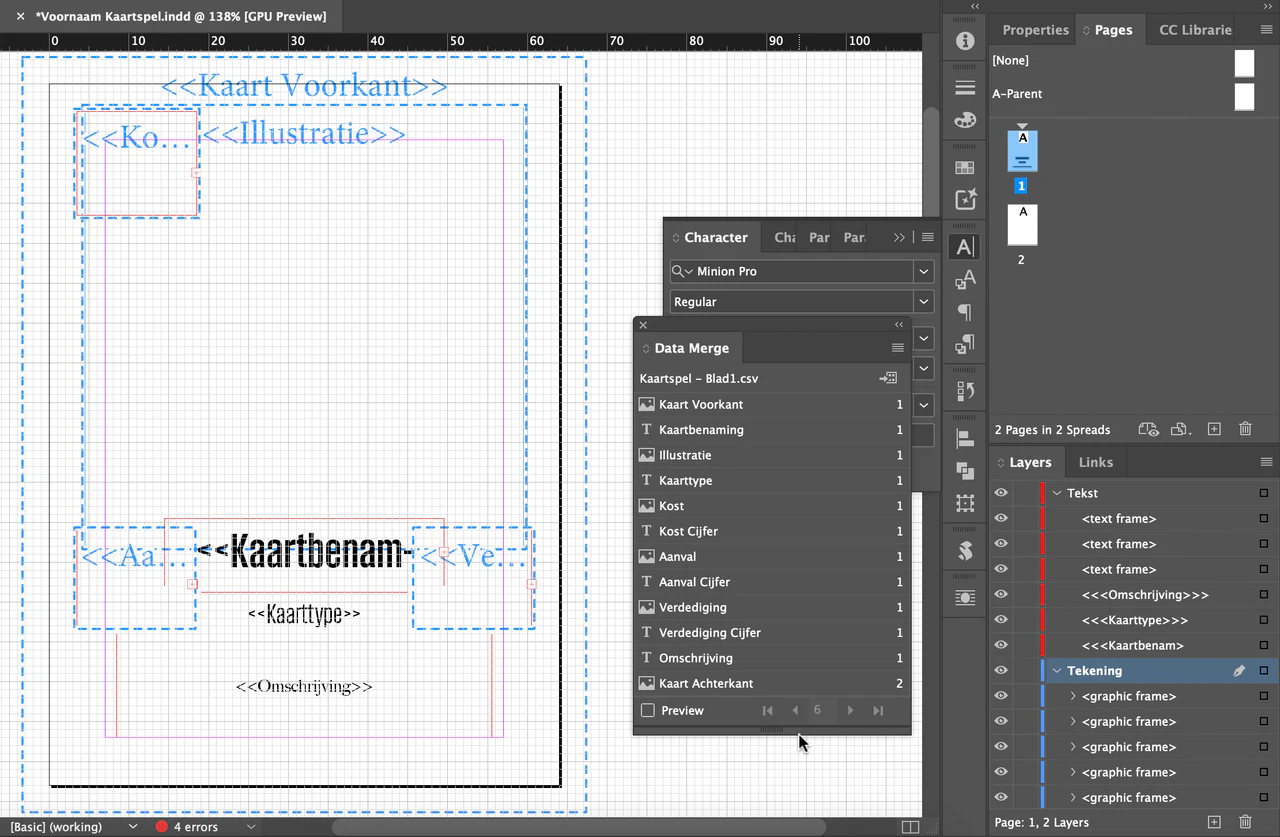 *Voornaam Kaartspel.indd @ 138% [GPU Preview]
0 10 20 30 40 50 60 70 80 90 100
<<Kaart Voorkant>>
<<Ko...
<<Illustratie>>
<<Aa...
<<Kaartbenam-
<<Ve...
<<Kaarttype>>
<<Omschrijving>>
[Basic] (working)
4 errors
Character
Cha
Par
Par
Minion Pro
Regular
Data Merge
Kaartspel – Blad1.csv
Kaart Voorkant 1
Kaartbenaming 1
Illustratie 1
Kaarttype 1
Kost 1
Kost Cijfer 1
Aanval 1
Aanval Cijfer 1
Verdediging 1
Verdediging Cijfer 1
Omschrijving 1
Kaart Achterkant 2
Preview
6
Properties
Pages
CC Librarie
[None]
A-Parent
A
1
A
2
2 Pages in 2 Spreads
Layers
Links
Tekst
<text frame>
<text frame>
<text frame>
<<<Omschrijving>>>
<<<Kaarttype>>>
<<<Kaartbenam>
Tekening
<graphic frame>
<graphic frame>
<graphic frame>
<graphic frame>
<graphic frame>
Page: 1, 2 Layers